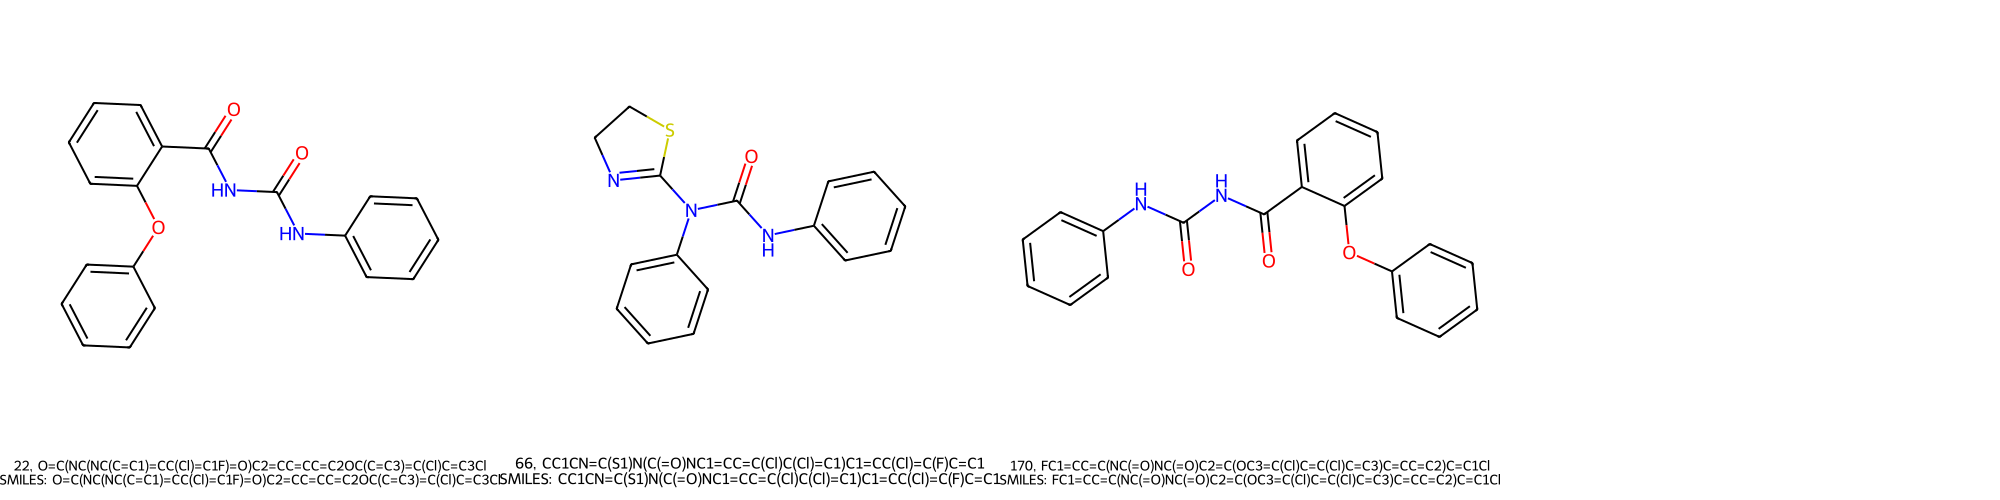 O
O
HN
HN
O
S
N
O
N
N
H
H
N
H
N
O
O
O
22, O=C(NC(NC(C=C1)=CC(Cl)=C1F)=O)C2=CC=CC=C2OC(C=C3)=C(Cl)C=C3Cl
SMILES: O=C(NC(NC(C=C1)=CC(Cl)=C1F)=O)C2=CC=CC=C2OC(C=C3)=C(Cl)C=C3Cl
66, CC1CN=C(S1)N(C(=O)NC1=CC=C(Cl)C(Cl)=C1)C1=CC(Cl)=C(F)C=C1
SMILES: CC1CN=C(S1)N(C(=O)NC1=CC=C(Cl)C(Cl)=C1)C1=CC(Cl)=C(F)C=C1
170, FC1=CC=C(NC(=O)NC(=O)C2=C(OC3=C(Cl)C=C(Cl)C=C3)C=CC=C2)C=C1Cl
SMILES: FC1=CC=C(NC(=O)NC(=O)C2=C(OC3=C(Cl)C=C(Cl)C=C3)C=CC=C2)C=C1Cl